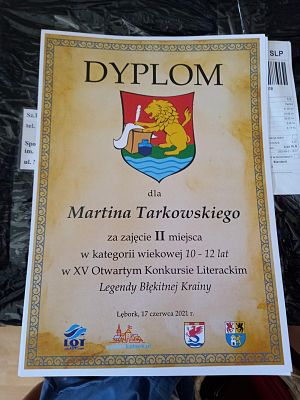 DYPLOM
dla
Martina Tarkowskiego
za zajęcie II miejsca
w kategorii wiekowej 10 - 12 lat
w XV Otwartym Konkursie Literackim
Legendy Błękitnej Krainy
Lębork, 17 czerwca 2021 r.
LOT
SLP